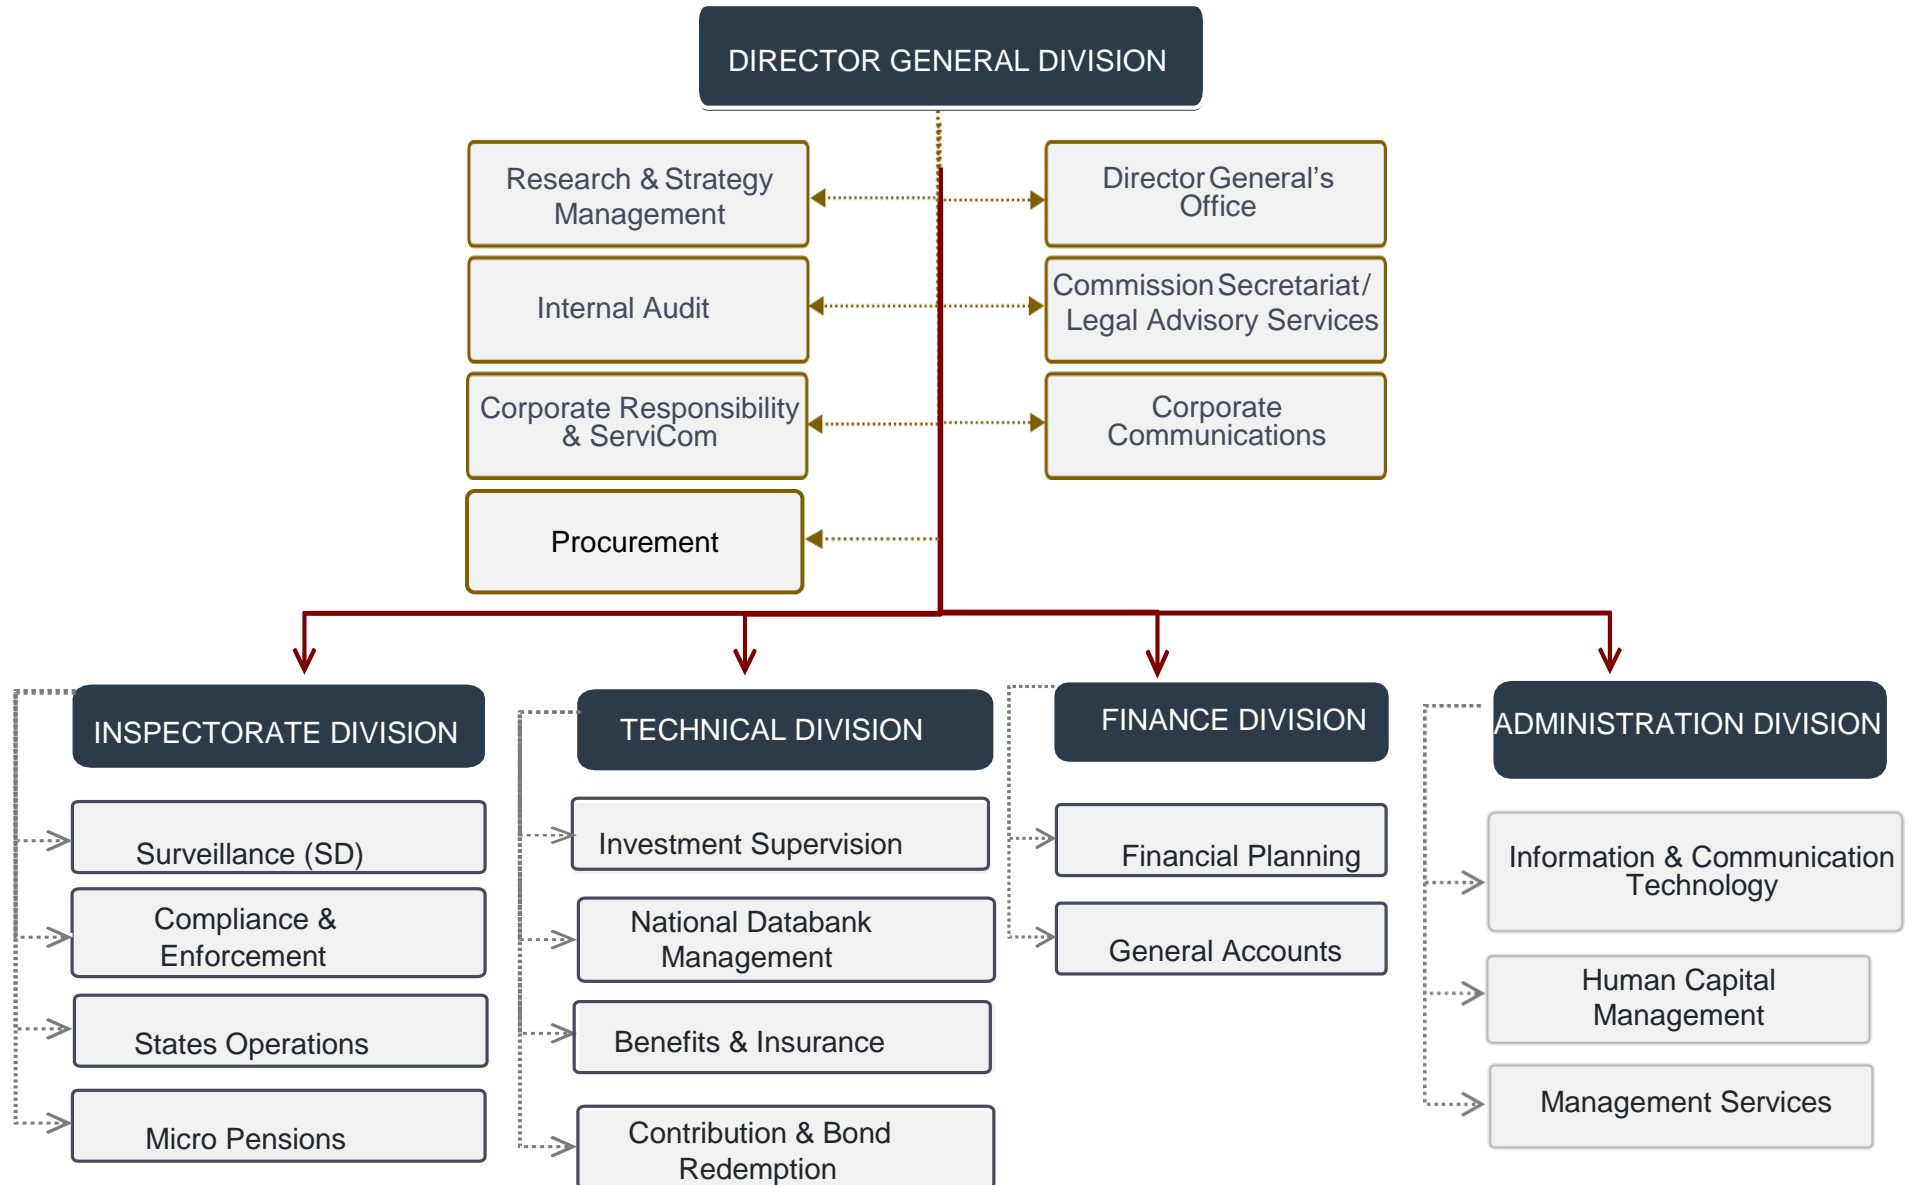 DIRECTOR GENERAL DIVISION
Research & Strategy
Management
Director General’s
Office
Internal Audit
Commission Secretariat /
Legal Advisory Services
Corporate Responsibility
& ServiCom
Corporate
Communications
Procurement
INSPECTORATE DIVISION
Surveillance (SD)
Compliance &
Enforcement
States Operations
Micro Pensions
TECHNICAL DIVISION
Investment Supervision
National Databank
Management
Benefits & Insurance
Contribution & Bond
Redemption
FINANCE DIVISION
Financial Planning
General Accounts
ADMINISTRATION DIVISION
Information & Communication
Technology
Human Capital
Management
Management Services